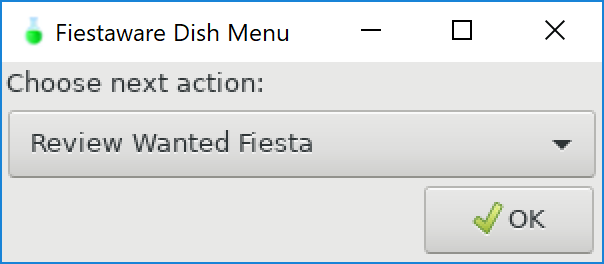 Fiestaware Dish Menu
Choose next action:
Review Wanted Fiesta
OK